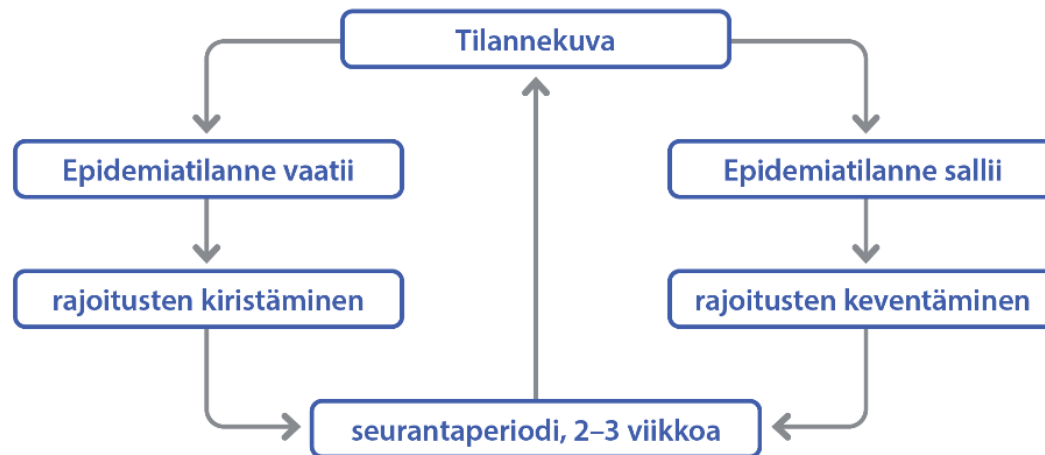 Tilannekuva
Epidemiatilanne vaatii
Epidemiatilanne sallii
rajoitusten kiristäminen
rajoitusten keventäminen
seurantaperiodi, 2–3 viikkoa